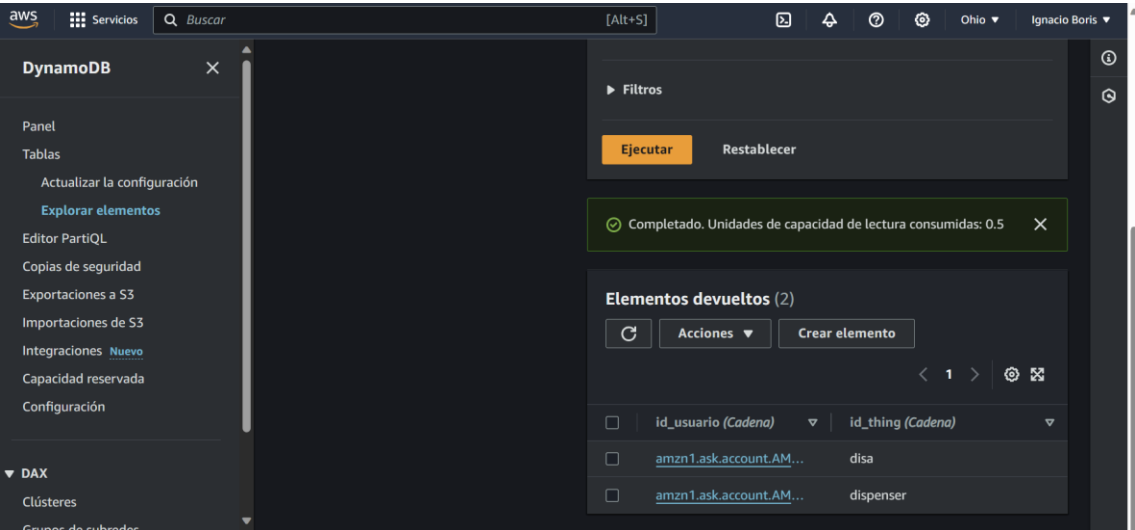 aws Servicios Buscar [Alt+S] Ohio Ignacio Boris
DynamoDB
Panel
Tablas
Actualizar la configuración
Explorar elementos
Editor PartiQL
Copias de seguridad
Exportaciones a S3
Importaciones de S3
Integraciones Nuevo
Capacidad reservada
Configuración
DAX
Clústeres
Grupos de subredes
Filtros
Ejecutar Restablecer
Completado. Unidades de capacidad de lectura consumidas: 0.5
Elementos devueltos (2)
Acciones Crear elemento
1
id_usuario (Cadena) id_thing (Cadena)
amzn1.ask.account.AM... disa
amzn1.ask.account.AM... dispenser